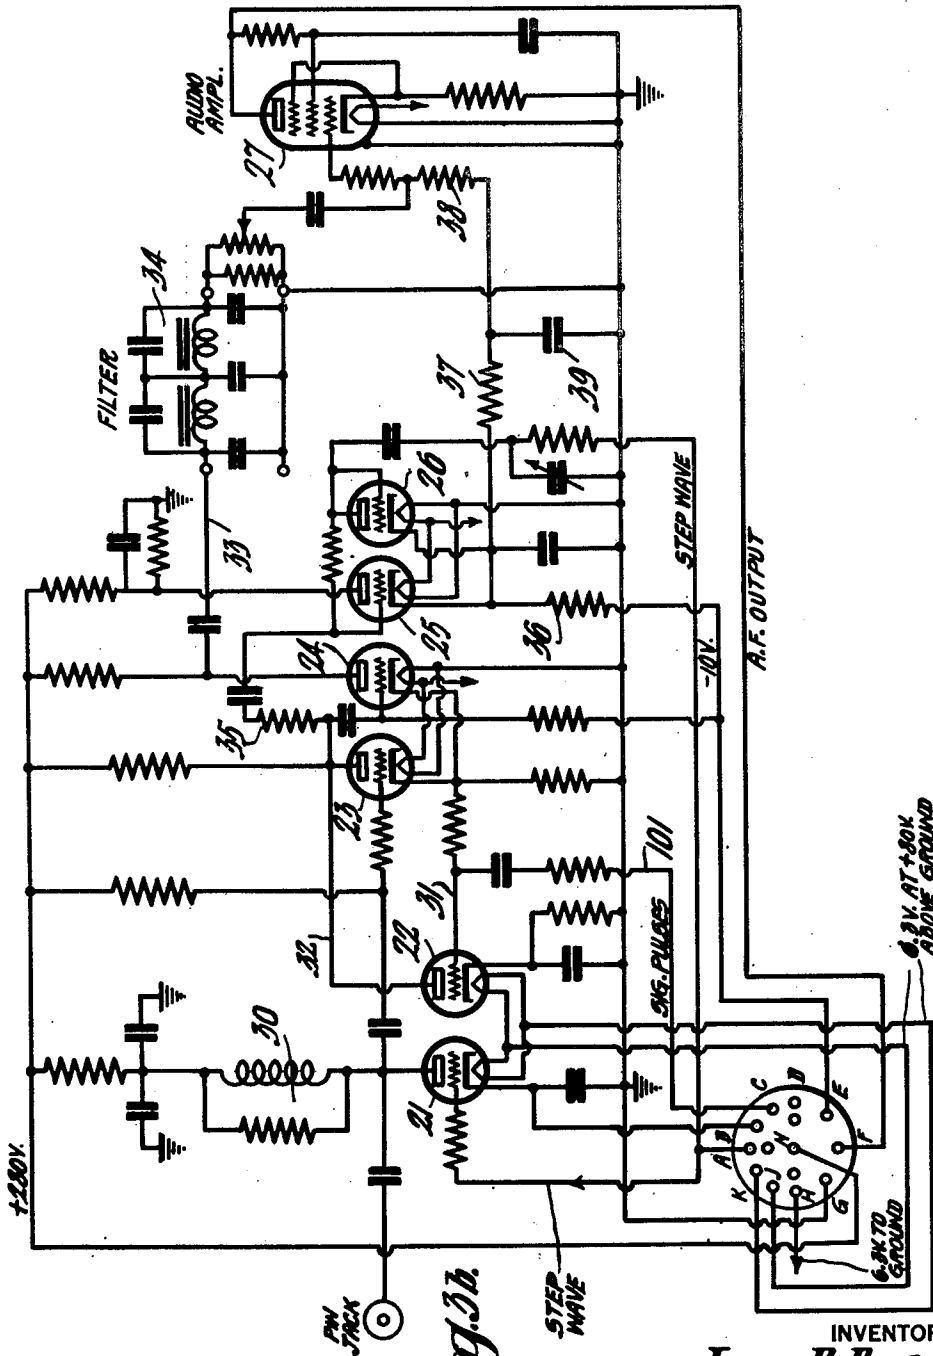 AUDIO
AMPL.
27
38
34
FILTER
37
39
26
33
25
36
24
35
23
STEP WAVE
-10V.
A.F. OUTPUT
32
31
22
101
SIG. PULSES
30
21
+280V.
6.3V. AT +80V.
ABOVE GROUND
A
B
C
D
E
F
G
H
J
K
N
6.3V. TO
GROUND
PIN
JACK
STEP
WAVE
INVENTOR